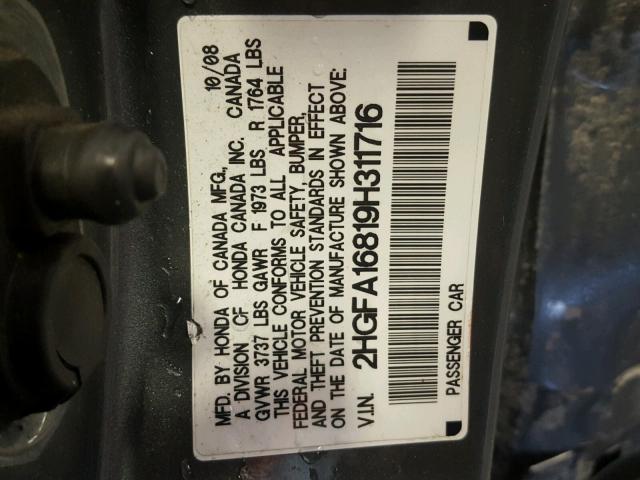 MFD. BY HONDA OF CANADA MFG., 10/08
A DIVISION OF HONDA CANADA, INC. CANADA
GVWR 3737 LBS GAWR F 1973 LBS R 1764 LBS
THIS VEHICLE CONFORMS TO ALL APPLICABLE
FEDERAL MOTOR VEHICLE SAFETY, BUMPER,
AND THEFT PREVENTION STANDARDS IN EFFECT
ON THE DATE OF MANUFACTURE SHOWN ABOVE.
V.I.N. 2HGFA16819H311716
PASSENGER CAR